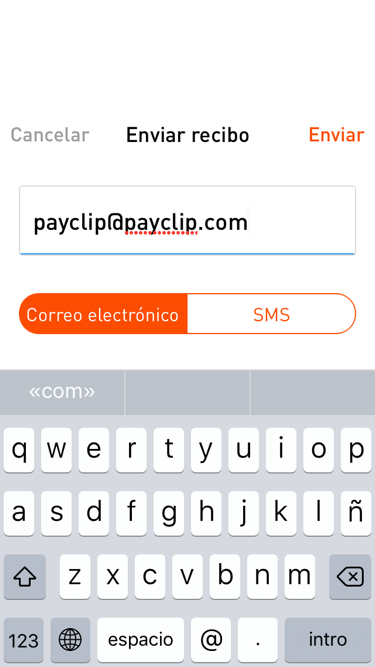 Cancelar Enviar recibo Enviar
payclip@payclip.com
Correo electrónico SMS
«com»
q w e r t y u i o p
a s d f g h j k l ñ
z x c v b n m
123 espacio @ . intro